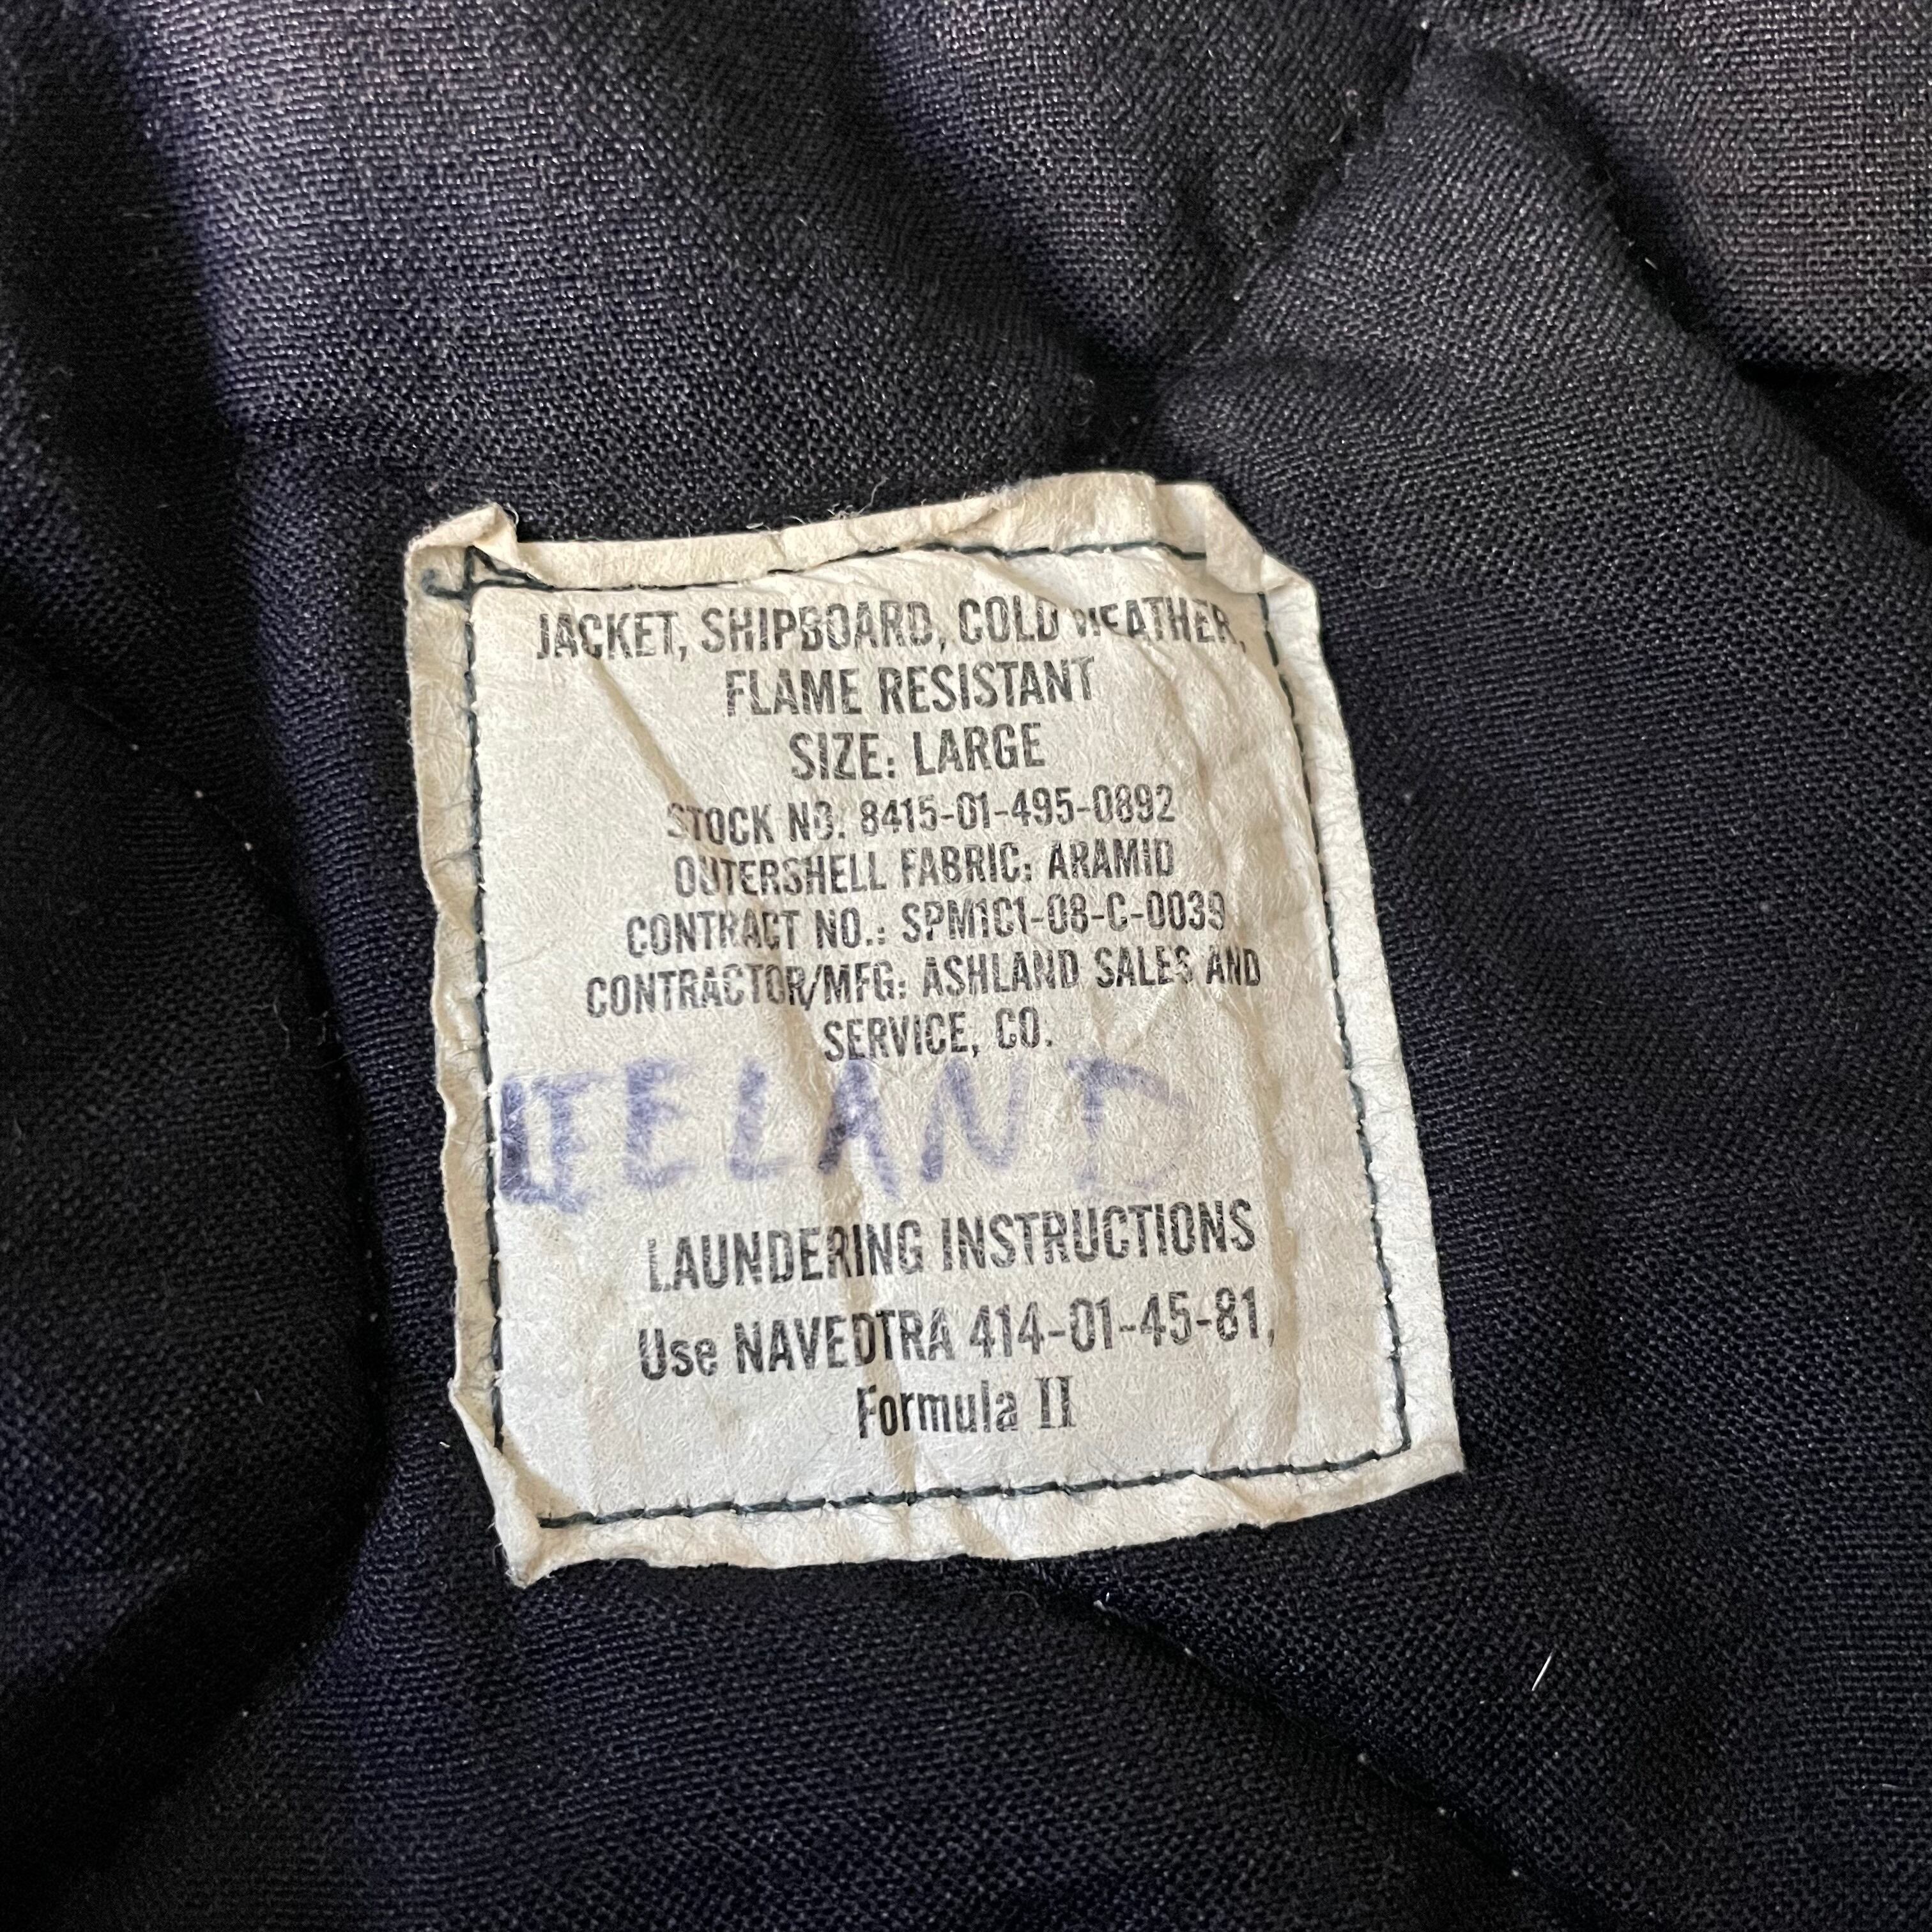 JACKET, SHIPBOARD, COLD WEATHER,
FLAME RESISTANT
SIZE: LARGE
STOCK NO. 8415-01-495-0892
OUTERSHELL FABRIC: ARAMID
CONTRACT NO.: SPM1C1-08-C-0039
CONTRACTOR/MFG: ASHLAND SALES AND
SERVICE, CO.
LAUNDERING INSTRUCTIONS
Use NAVEDTRA 414-01-45-81,
Formula II